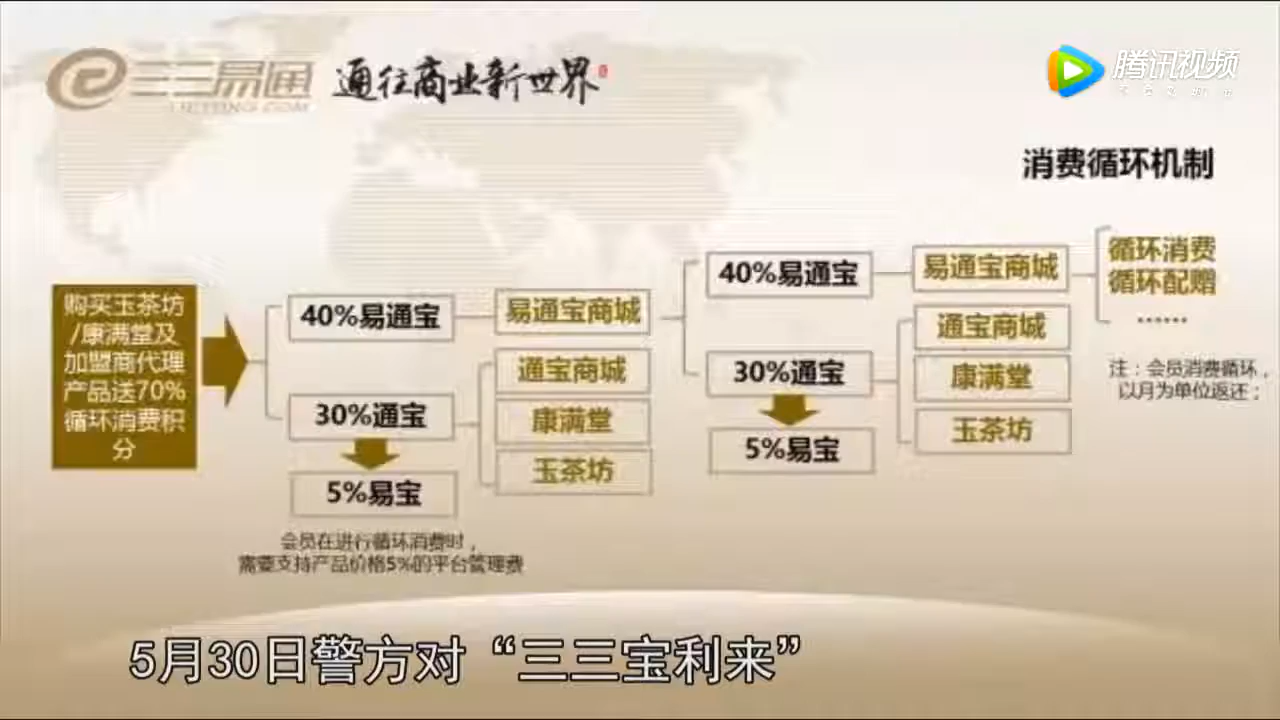 三三易通
通往商业新世界
腾讯视频
消费循环机制
购买玉茶坊
/康满堂及
加盟商代理
产品送70%
循环消费积
分
40%易通宝
易通宝商城
30%通宝
通宝商城
康满堂
玉茶坊
5%易宝
会员在进行循环消费时，
需要支持产品价格5%的平台管理费
40%易通宝
易通宝商城
30%通宝
通宝商城
康满堂
玉茶坊
5%易宝
循环消费
循环配赠
……
注：会员消费循环，
以月为单位返还；
5月30日警方对“三三宝利来”